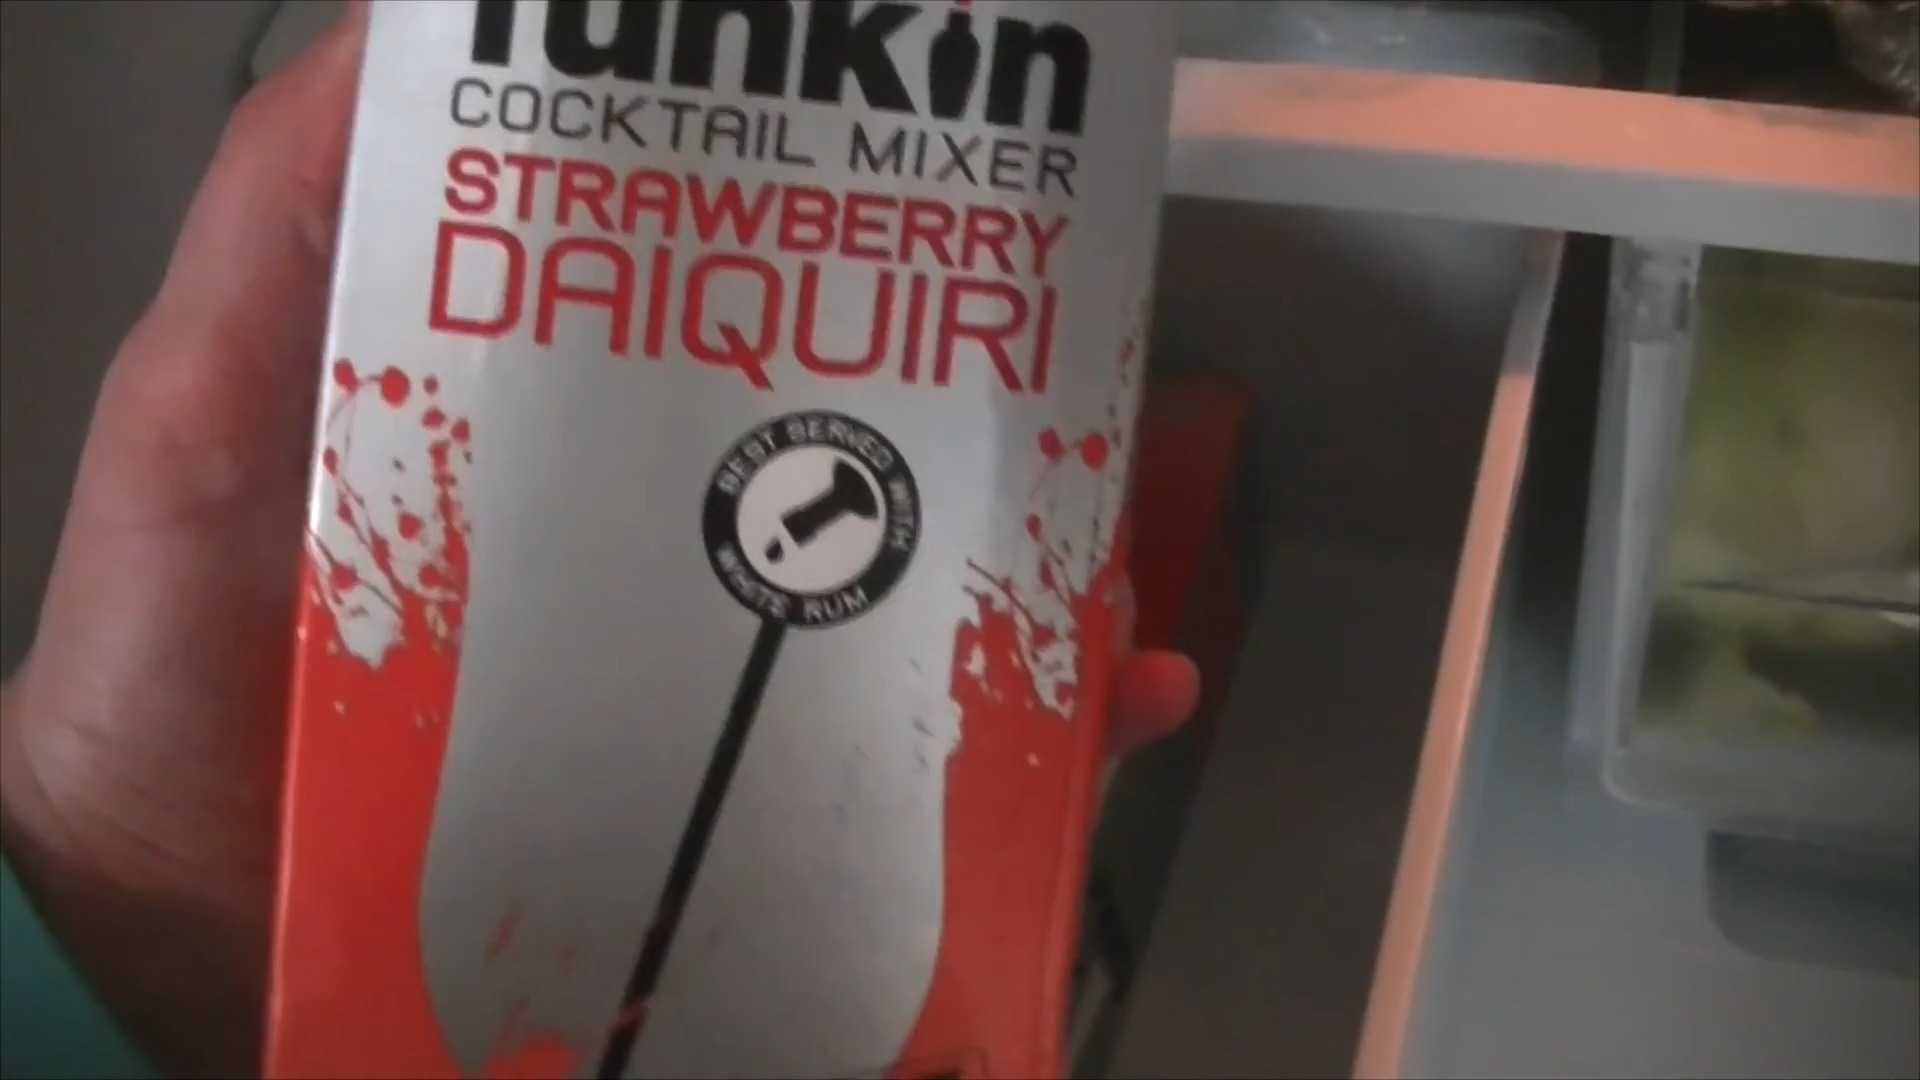 Funkin
COCKTAIL MIXER
STRAWBERRY
DAIQUIRI
BEST SERVED WITH
WHITE RUM